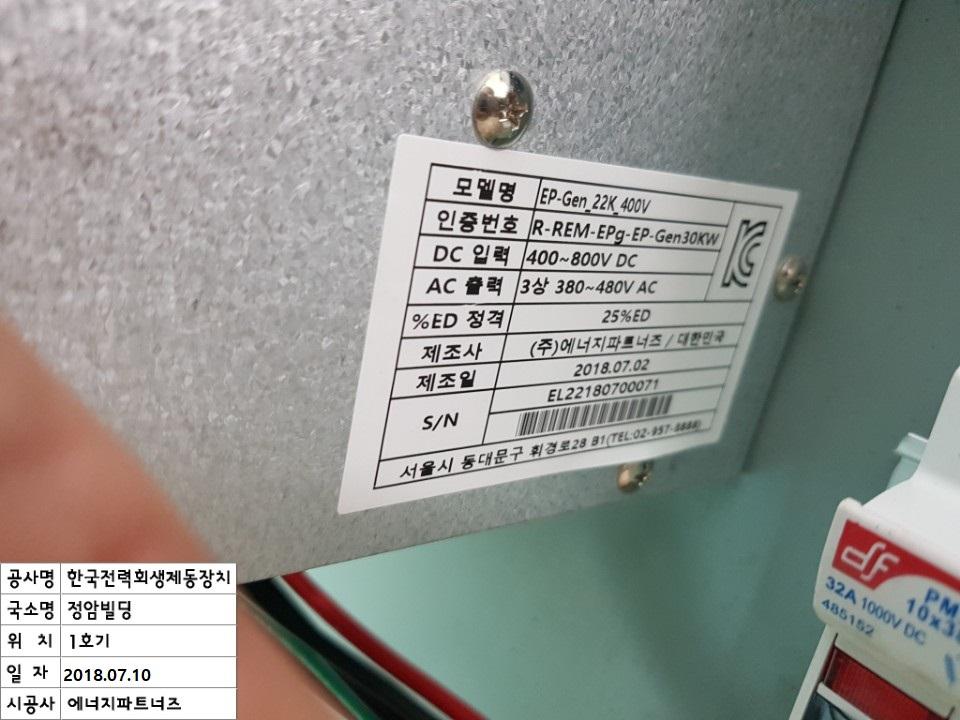 모델명 EP-Gen_22K_400V
인증번호 R-REM-EPg-EP-Gen30KW
DC 입력 400~800V DC
AC 출력 3상 380~480V AC
%ED 정격 25%ED
제조사 (주)에너지파트너즈 / 대한민국
제조일 2018.07.02
S/N EL22180700071
서울시 동대문구 휘경로28 B1(TEL:02-957-8888)
df
PM
10x38
32A 1000V DC
485152
공사명 한국전력회생제동장치
국소명 정암빌딩
위 치 1호기
일 자 2018.07.10
시공사 에너지파트너즈